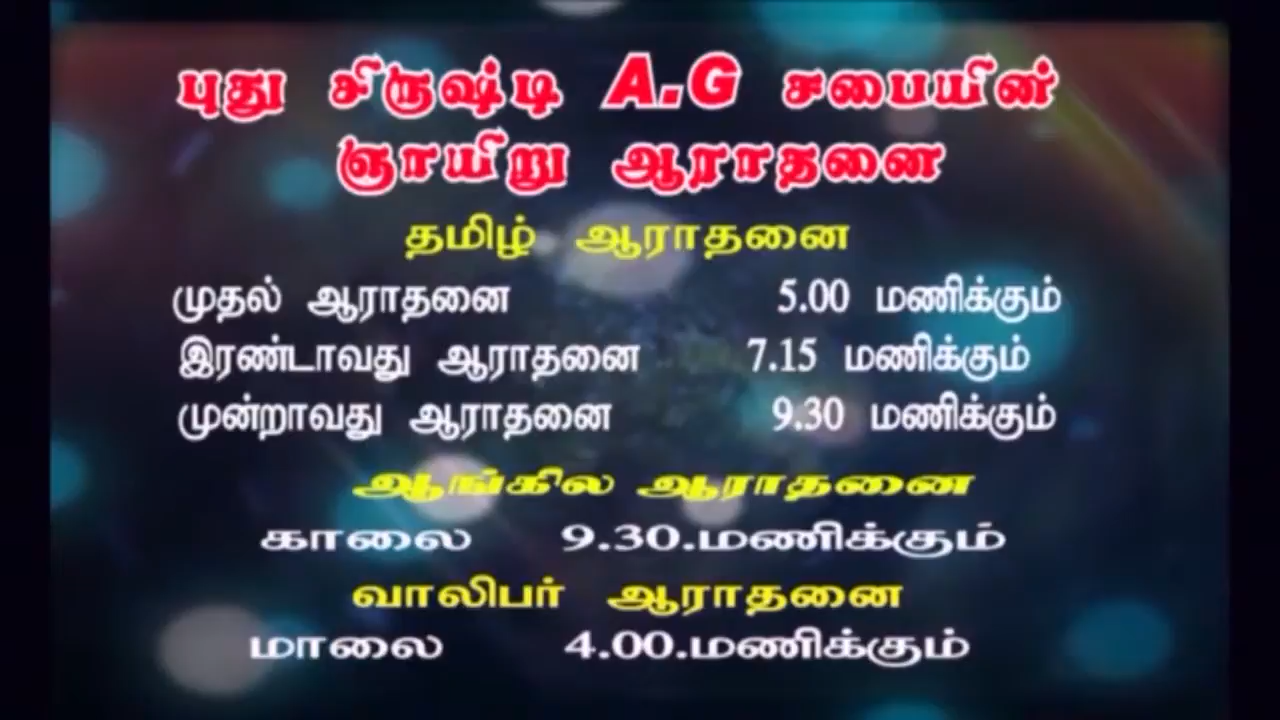 புது சிருஷ்டி A.G சபையின்
ஞாயிறு ஆராதனை
தமிழ் ஆராதனை
முதல் ஆராதனை 5.00 மணிக்கும்
இரண்டாவது ஆராதனை 7.15 மணிக்கும்
முன்றாவது ஆராதனை 9.30 மணிக்கும்
ஆங்கில ஆராதனை
காலை 9.30.மணிக்கும்
வாலிபர் ஆராதனை
மாலை 4.00.மணிக்கும்